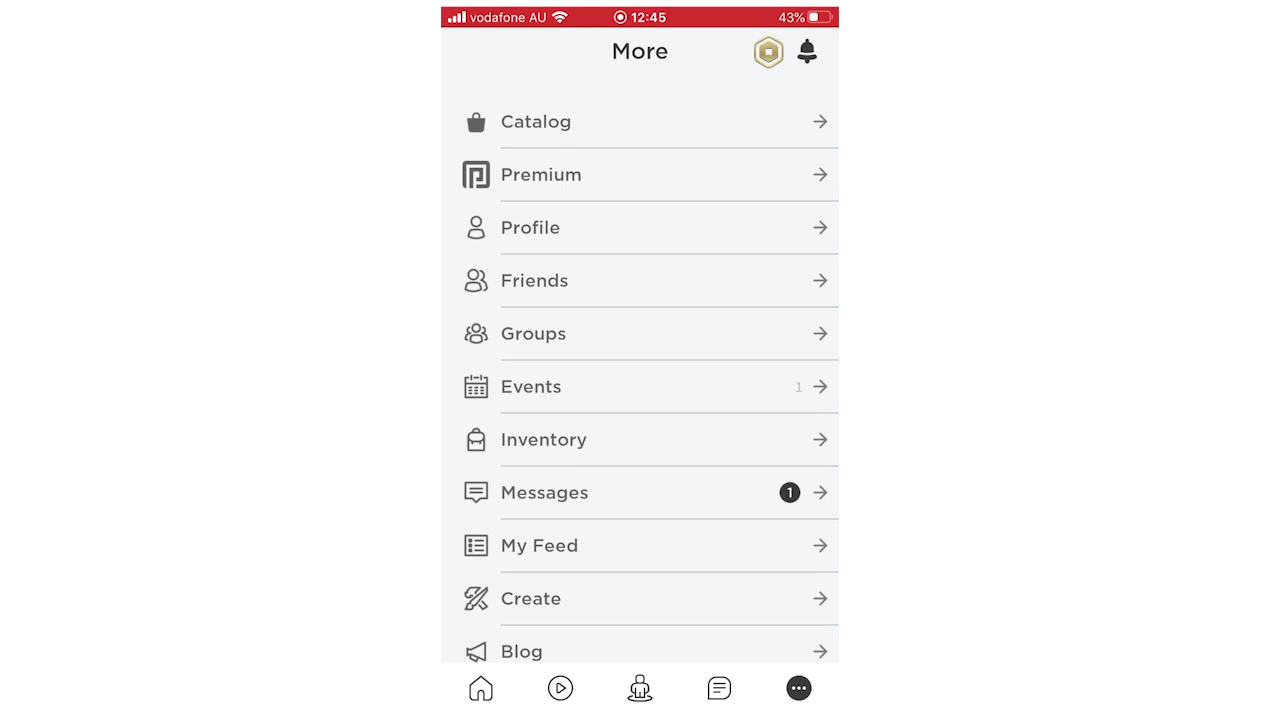 vodafone AU 12:45 43%
More
Catalog
Premium
Profile
Friends
Groups
Events 1
Inventory
Messages 1
My Feed
Create
Blog